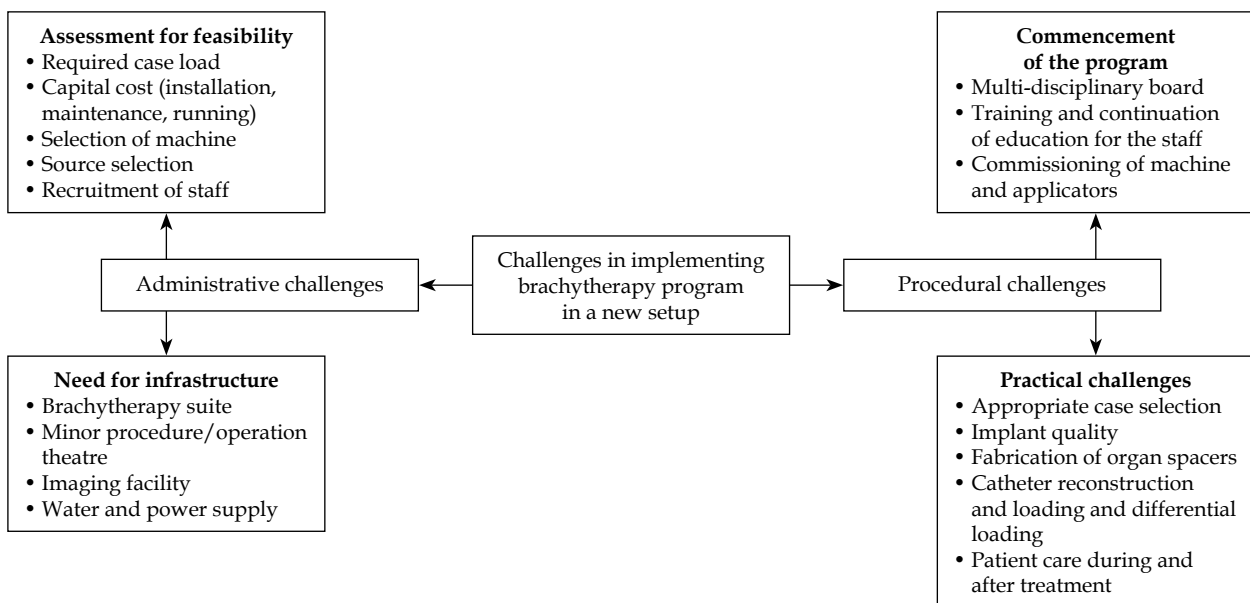 Assessment for feasibility
• Required case load
• Capital cost (installation,
maintenance, running)
• Selection of machine
• Source selection
• Recruitment of staff
Commencement
of the program
• Multi-disciplinary board
• Training and continuation
of education for the staff
• Commissioning of machine
and applicators
Administrative challenges
Challenges in implementing
brachytherapy program
in a new setup
Procedural challenges
Need for infrastructure
• Brachytherapy suite
• Minor procedure/operation
theatre
• Imaging facility
• Water and power supply
Practical challenges
• Appropriate case selection
• Implant quality
• Fabrication of organ spacers
• Catheter reconstruction
and loading and differential
loading
• Patient care during and
after treatment